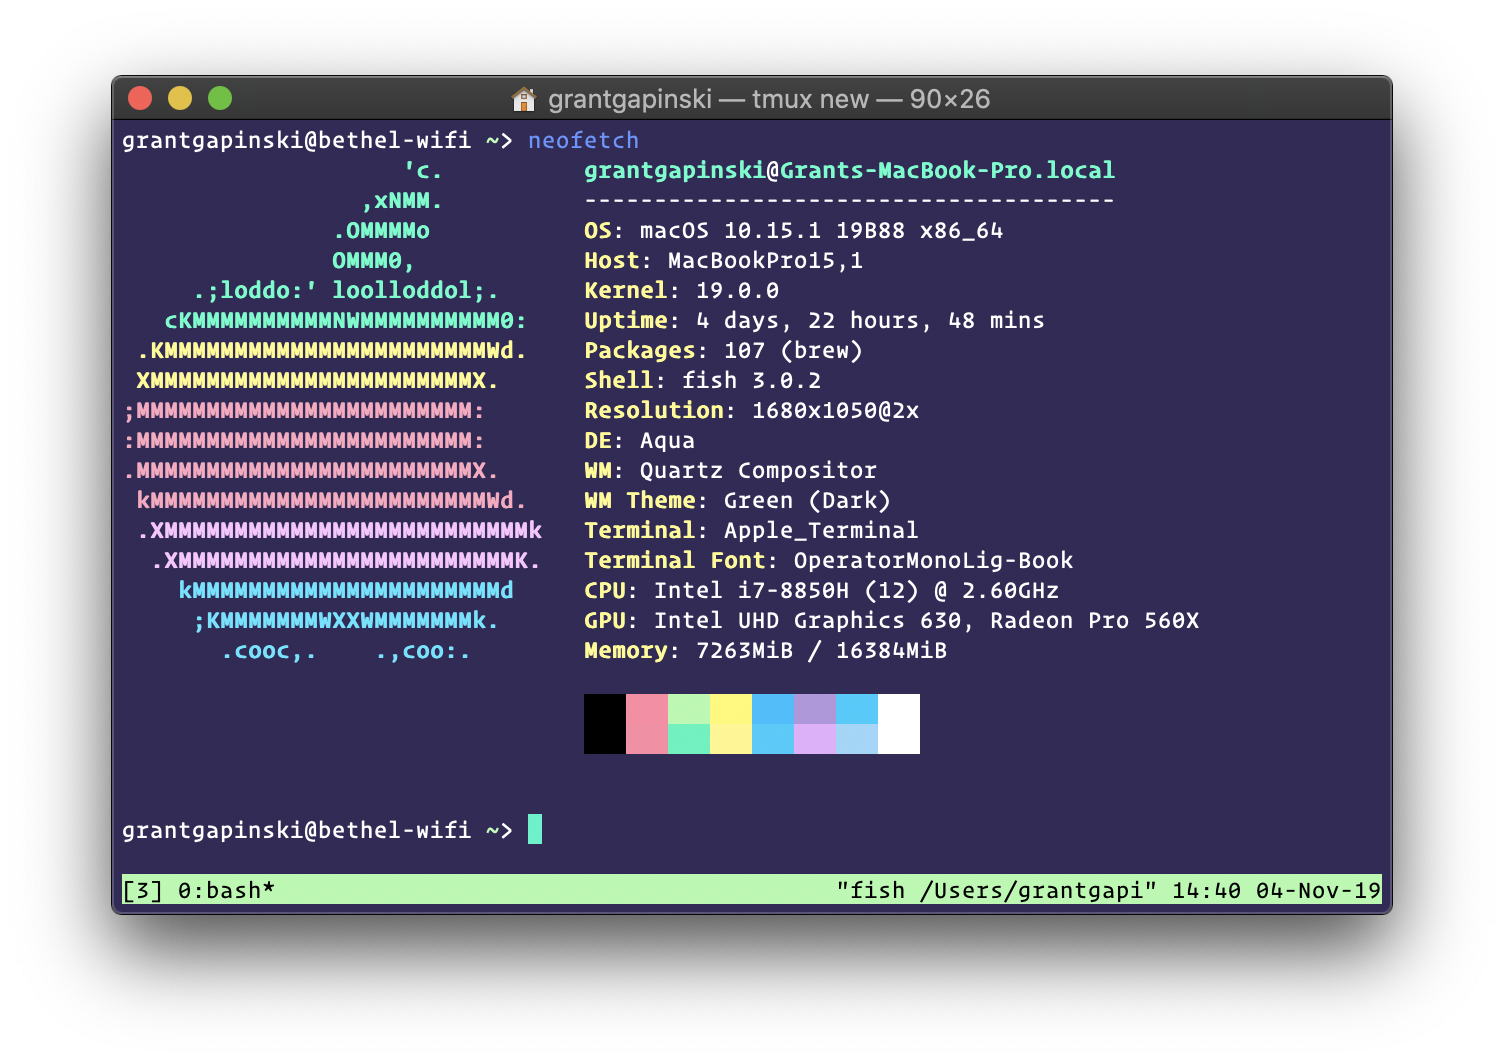 grantgapinski — tmux new — 90×26
grantgapinski@bethel-wifi ~> neofetch
                    'c.          grantgapinski@Grants-MacBook-Pro.local
                 ,xNMM.          --------------------------------------
               .OMMMMo           OS: macOS 10.15.1 19B88 x86_64
               OMMM0,            Host: MacBookPro15,1
     .;loddo:' loolloddol;.      Kernel: 19.0.0
   cKMMMMMMMMMMNWMMMMMMMMMM0:    Uptime: 4 days, 22 hours, 48 mins
 .KMMMMMMMMMMMMMMMMMMMMMMMWd.    Packages: 107 (brew)
 XMMMMMMMMMMMMMMMMMMMMMMMX.      Shell: fish 3.0.2
;MMMMMMMMMMMMMMMMMMMMMMMM:       Resolution: 1680x1050@2x
:MMMMMMMMMMMMMMMMMMMMMMMM:       DE: Aqua
.MMMMMMMMMMMMMMMMMMMMMMMMX.      WM: Quartz Compositor
 kMMMMMMMMMMMMMMMMMMMMMMMMWd.    WM Theme: Green (Dark)
 .XMMMMMMMMMMMMMMMMMMMMMMMMMMk   Terminal: Apple_Terminal
  .XMMMMMMMMMMMMMMMMMMMMMMMMK.   Terminal Font: OperatorMonoLig-Book
    kMMMMMMMMMMMMMMMMMMMMMMd     CPU: Intel i7-8850H (12) @ 2.60GHz
     ;KMMMMMMMWXXWMMMMMMMk.      GPU: Intel UHD Graphics 630, Radeon Pro 560X
       .cooc,.    .,coo:.        Memory: 7263MiB / 16384MiB
grantgapinski@bethel-wifi ~>
[3] 0:bash* "fish /Users/grantgapi" 14:40 04-Nov-19